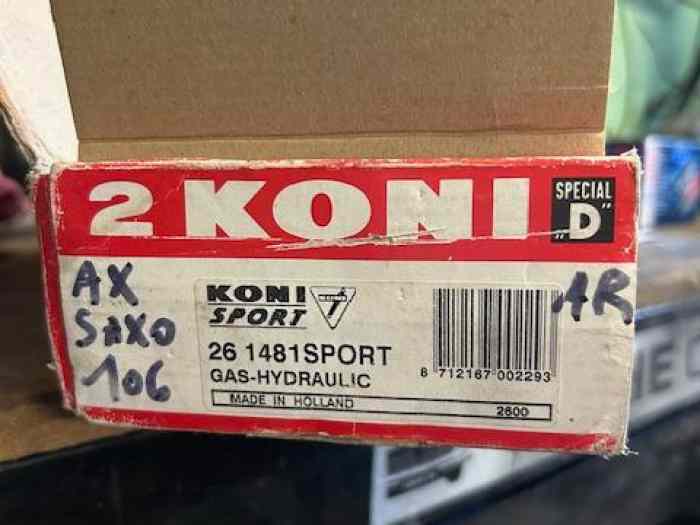 2 KONI
SPECIAL
"D"
AX
SAXO
106
KONI
SPORT
26 1481SPORT
GAS-HYDRAULIC
MADE IN HOLLAND
8 712167 002293
2600
AR